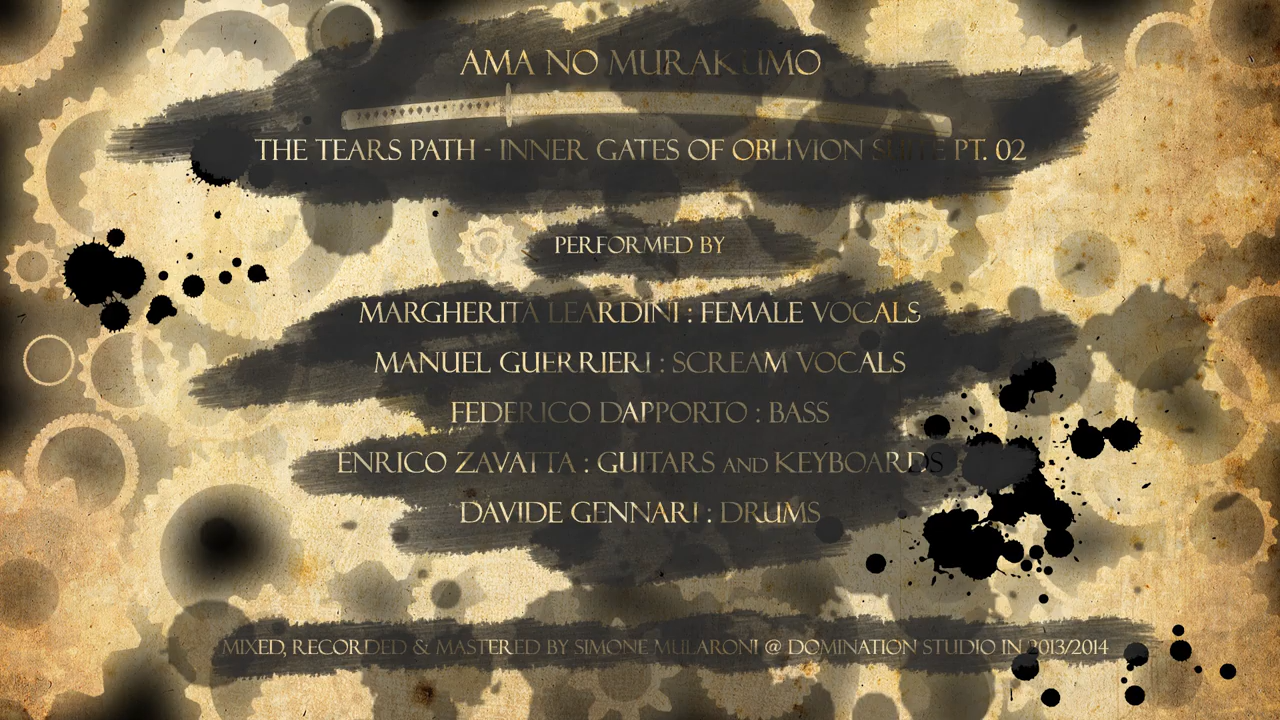 AMA NO MURAKUMO
THE TEARS PATH - INNER GATES OF OBLIVION SUITE PT. 02
PERFORMED BY
MARGHERITA LEARDINI : FEMALE VOCALS
MANUEL GUERRIERI : SCREAM VOCALS
FEDERICO DAPPORTO : BASS
ENRICO ZAVATTA : GUITARS AND KEYBOARDS
DAVIDE GENNARI : DRUMS
MIXED, RECORDED & MASTERED BY SIMONE MULARONI @ DOMINATION STUDIO IN 2013/2014